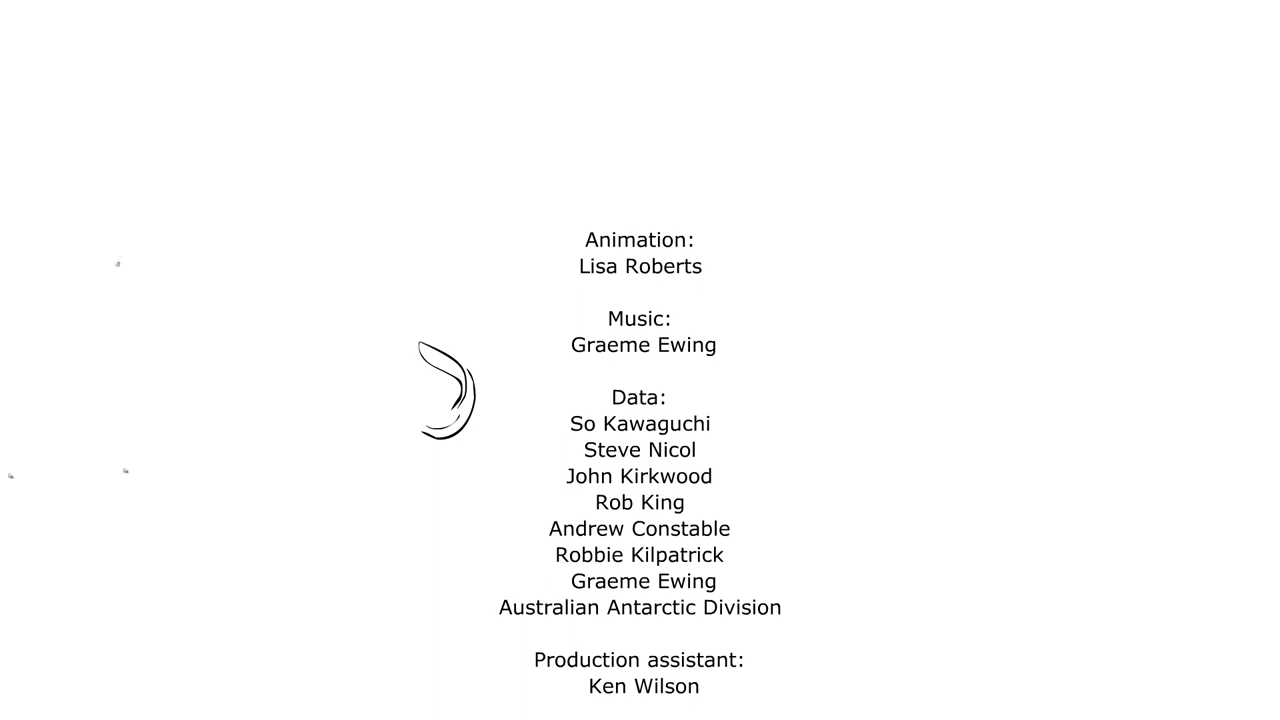 Animation:
Lisa Roberts
Music:
Graeme Ewing
Data:
So Kawaguchi
Steve Nicol
John Kirkwood
Rob King
Andrew Constable
Robbie Kilpatrick
Graeme Ewing
Australian Antarctic Division
Production assistant:
Ken Wilson